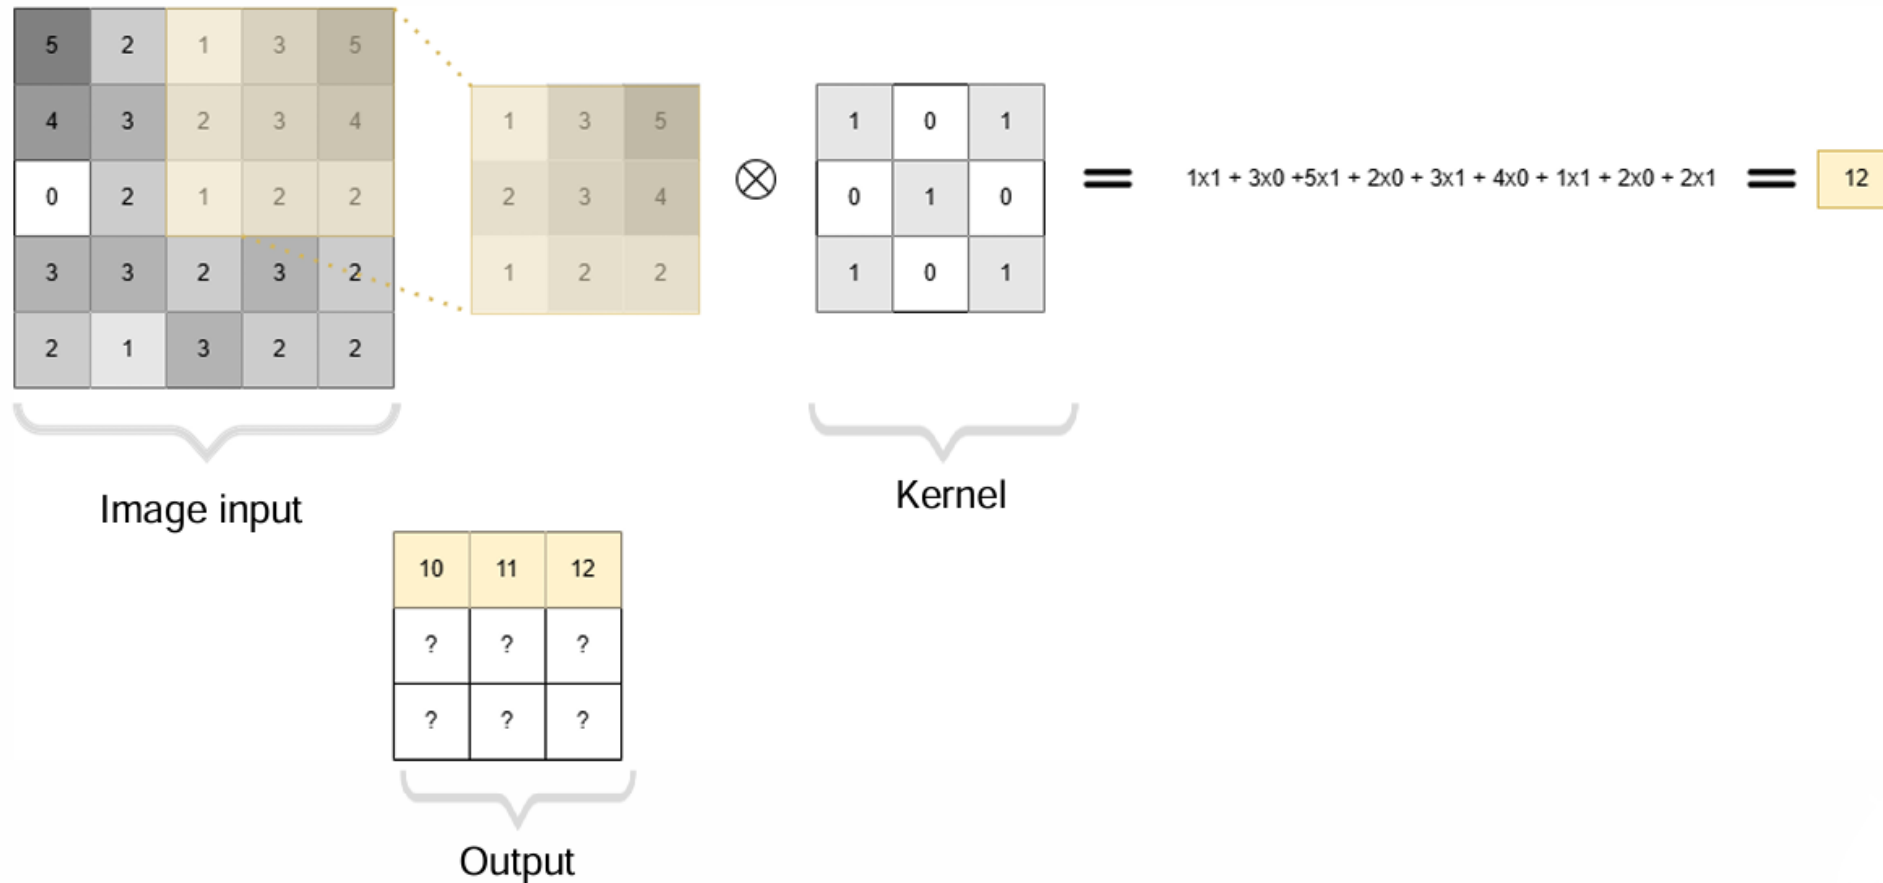 5 2 1 3 5
4 3 2 3 4
0 2 1 2 2
3 3 2 3 2
2 1 3 2 2
Image input
1 3 5
2 3 4
1 2 2
1 0 1
0 1 0
1 0 1
Kernel
1x1 + 3x0 +5x1 + 2x0 + 3x1 + 4x0 + 1x1 + 2x0 + 2x1
12
10 11 12
? ? ?
? ? ?
Output